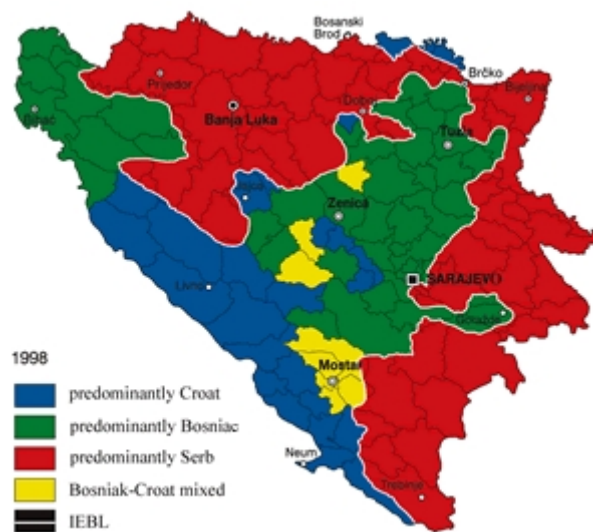 Bosanski
Brod
Brčko
Prijedor
Doboj
Bijeljina
Banja Luka
Bihać
Tuzla
Jajce
Zenica
SARAJEVO
Livno
Goražde
1998
Mostar
predominantly Croat
predominantly Bosniac
Neum
predominantly Serb
Trebinje
Bosniak-Croat mixed
IEBL